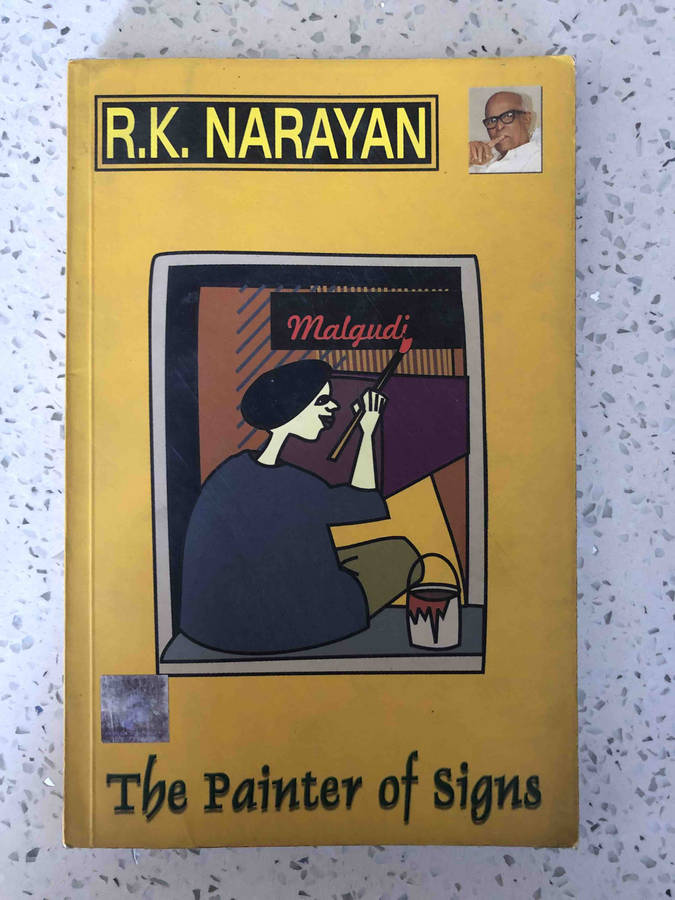 R.K. NARAYAN
Malgudi
The Painter of Signs